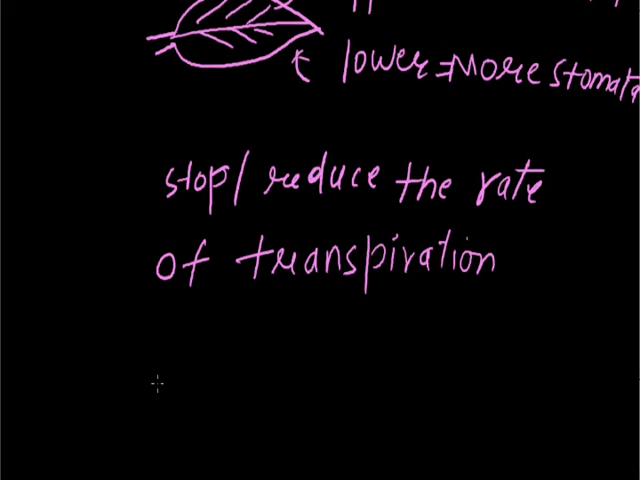 lower=More stomata
stop/ reduce the rate
of transpiration